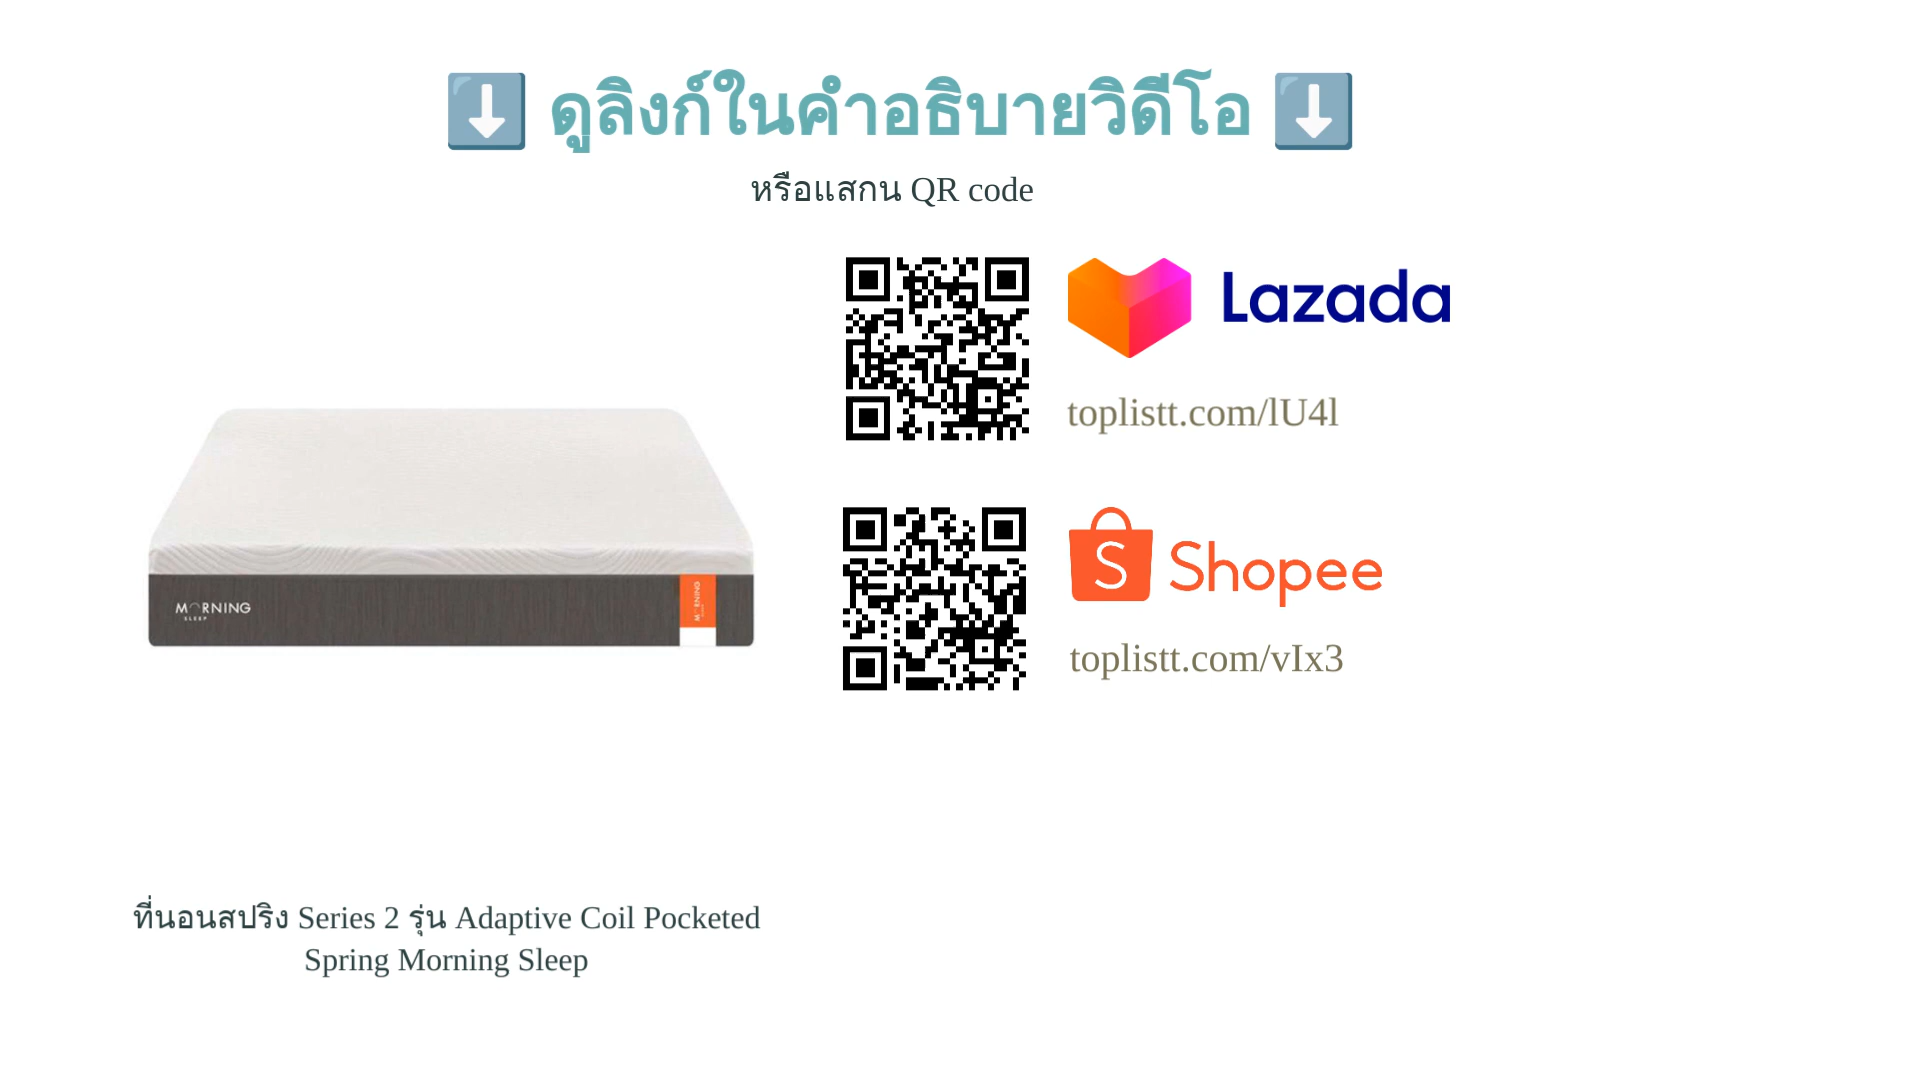 ⬇️ ดูลิงก์ในคำอธิบายวิดีโอ ⬇️
หรือแสกน QR code
Lazada
toplistt.com/lU4l
Shopee
toplistt.com/vIx3
MORNING
SLEEP
MORNING
ที่นอนสปริง Series 2 รุ่น Adaptive Coil Pocketed
Spring Morning Sleep